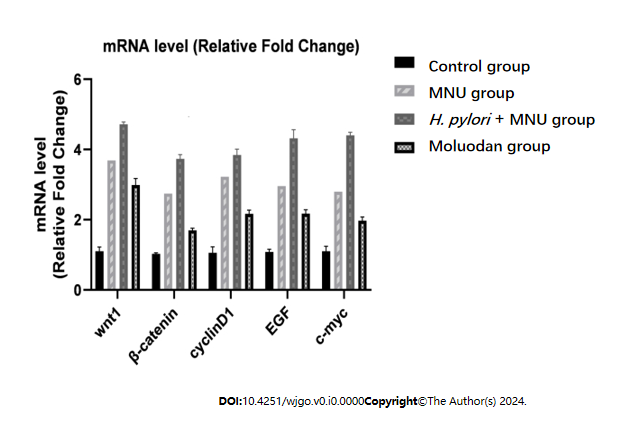 mRNA level (Relative Fold Change)
Control group
MNU group
H. pylori + MNU group
Moluodan group
mRNA level
(Relative Fold Change)
6
4
2
0
wnt1
β-catenin
cyclinD1
EGF
c-myc
DOI:10.4251/wjgo.v0.i0.0000Copyright©The Author(s) 2024.